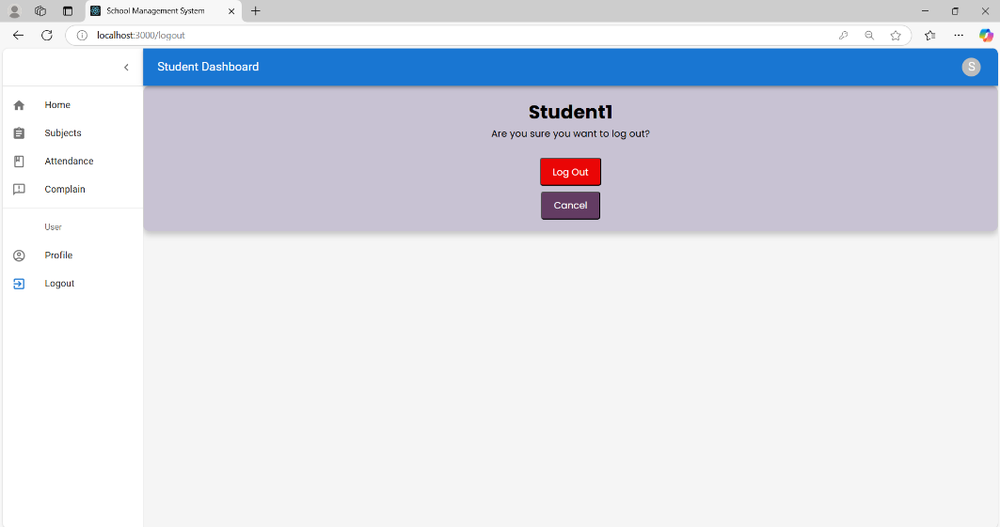 School Management System
localhost:3000/logout
Student Dashboard
S
Home
Subjects
Attendance
Complain
User
Profile
Logout
Student1
Are you sure you want to log out?
Log Out
Cancel